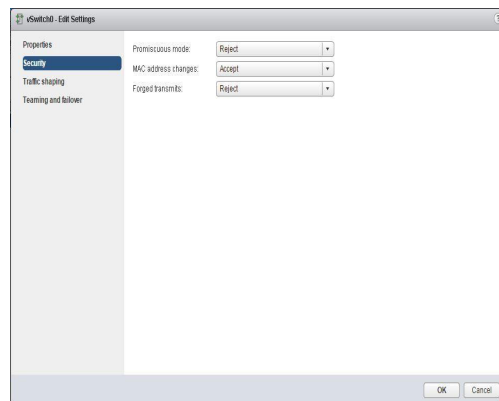 vSwitch0 - Edit Settings
Properties
Security
Traffic shaping
Teaming and failover
Promiscuous mode: Reject
MAC address changes: Accept
Forged transmits: Reject
OK Cancel